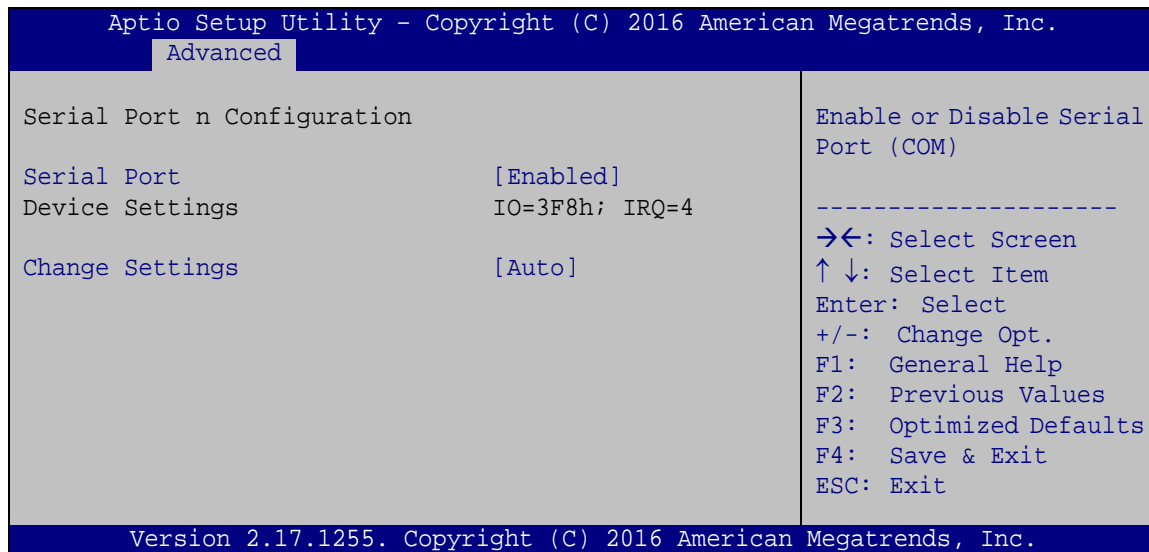 Aptio Setup Utility – Copyright (C) 2016 American Megatrends, Inc.
Advanced
Serial Port n Configuration
Serial Port [Enabled]
Device Settings IO=3F8h; IRQ=4
Change Settings [Auto]
Enable or Disable Serial
Port (COM)
---------------------
→←: Select Screen
↑ ↓: Select Item
Enter: Select
+/-: Change Opt.
F1: General Help
F2: Previous Values
F3: Optimized Defaults
F4: Save & Exit
ESC: Exit
Version 2.17.1255. Copyright (C) 2016 American Megatrends, Inc.